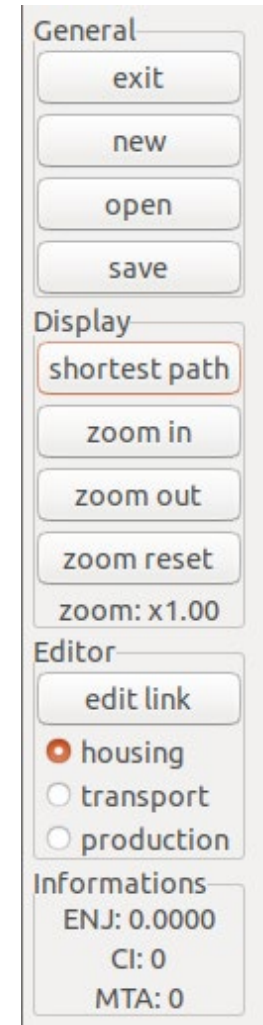 General
exit
new
open
save
Display
shortest path
zoom in
zoom out
zoom reset
zoom: x1.00
Editor
edit link
housing
transport
production
Informations
ENJ: 0.0000
CI: 0
MTA: 0